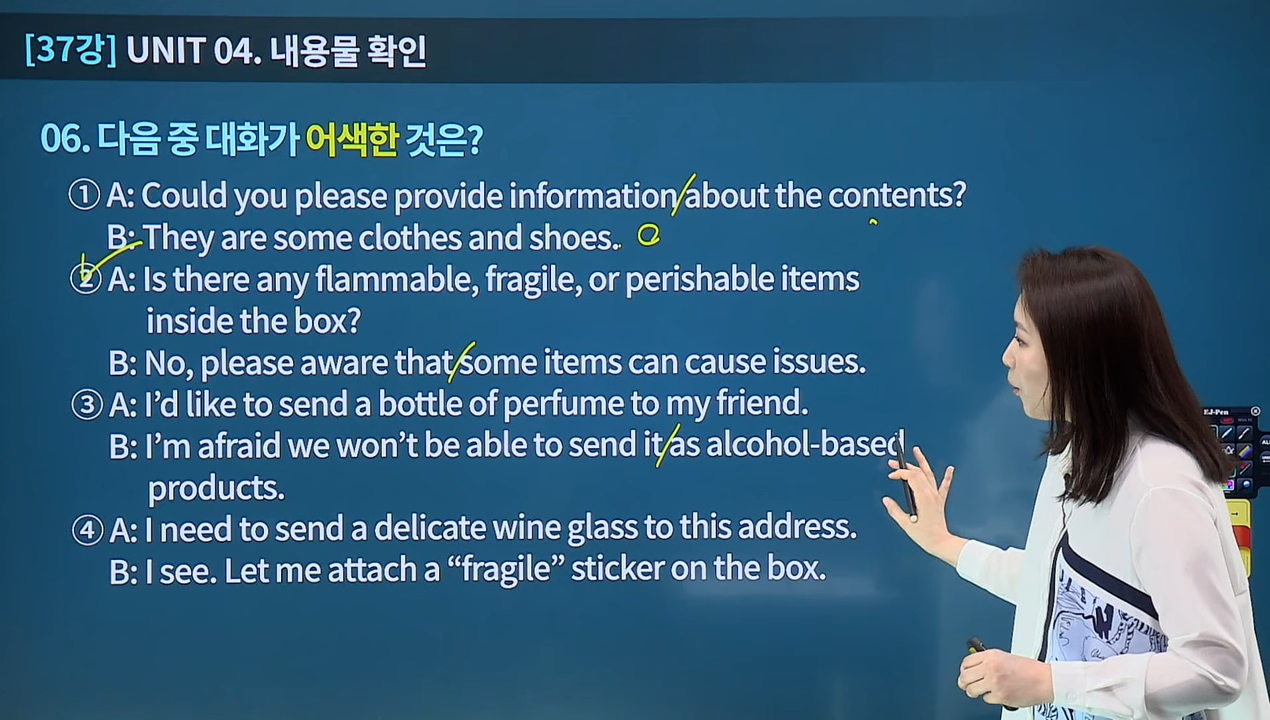 [37강] UNIT 04. 내용물 확인
06. 다음 중 대화가 어색한 것은?
① A: Could you please provide information about the contents?
B: They are some clothes and shoes.
② A: Is there any flammable, fragile, or perishable items
inside the box?
B: No, please aware that some items can cause issues.
③ A: I’d like to send a bottle of perfume to my friend.
B: I’m afraid we won’t be able to send it as alcohol-based
products.
④ A: I need to send a delicate wine glass to this address.
B: I see. Let me attach a “fragile” sticker on the box.
EJ-Pen